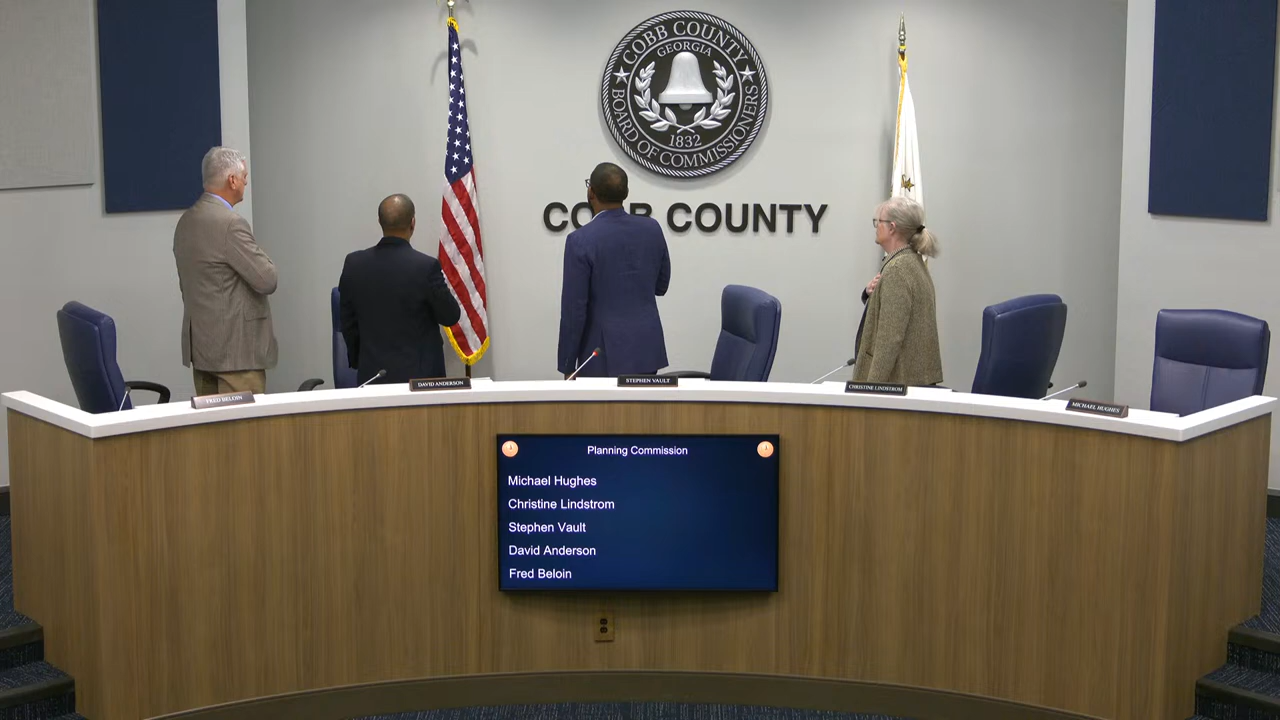 COBB COUNTY
GEORGIA
BOARD OF COMMISSIONERS
1832
COBB COUNTY
FRED BELOIN
DAVID ANDERSON
STEPHEN VAULT
CHRISTINE LINDSTROM
MICHAEL HUGHES
Planning Commission
Michael Hughes
Christine Lindstrom
Stephen Vault
David Anderson
Fred Beloin